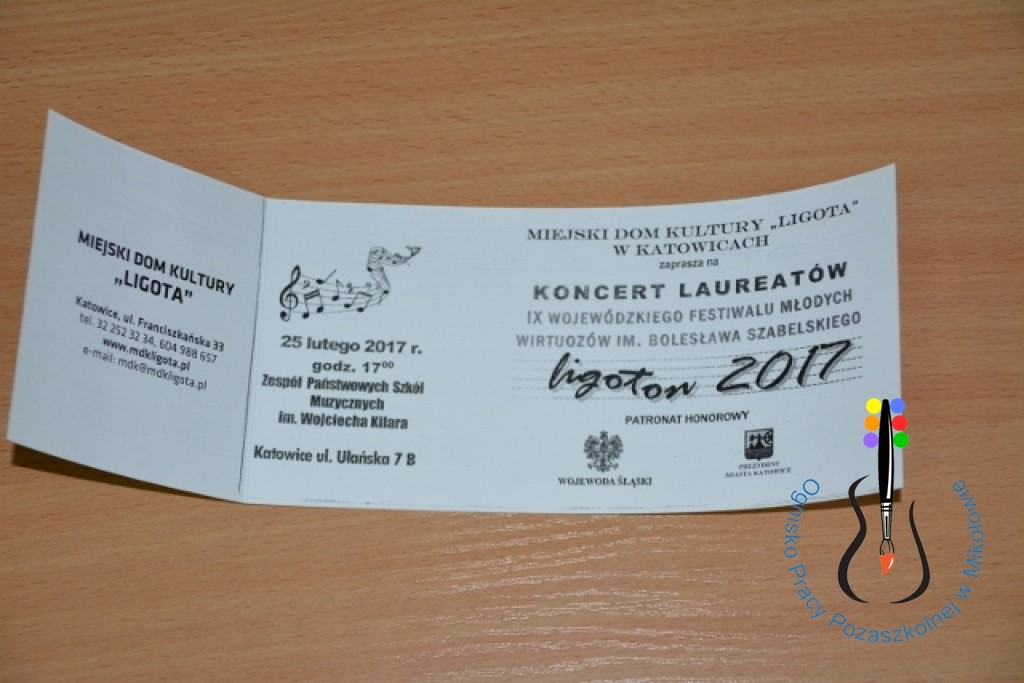 MIEJSKI DOM KULTURY
„LIGOTA”
Katowice, ul. Franciszkańska 33
tel. 32 252 32 34, 604 988 657
www.mdkligota.pl
e-mail: mdk@mdkligota.pl
25 lutego 2017 r.
godz. 17⁰⁰
Zespół Państwowych Szkół
Muzycznych
im. Wojciecha Kilara
Katowice ul. Ułańska 7 B
MIEJSKI DOM KULTURY „LIGOTA”
W KATOWICACH
zaprasza na
KONCERT LAUREATÓW
IX WOJEWÓDZKIEGO FESTIWALU MŁODYCH
WIRTUOZÓW IM. BOLESŁAWA SZABELSKIEGO
ligoton 2017
PATRONAT HONOROWY
WOJEWODA ŚLĄSKI
PREZYDENT
MIASTA KATOWICE
Ognisko Pracy Pozaszkolnej w Mikołowie